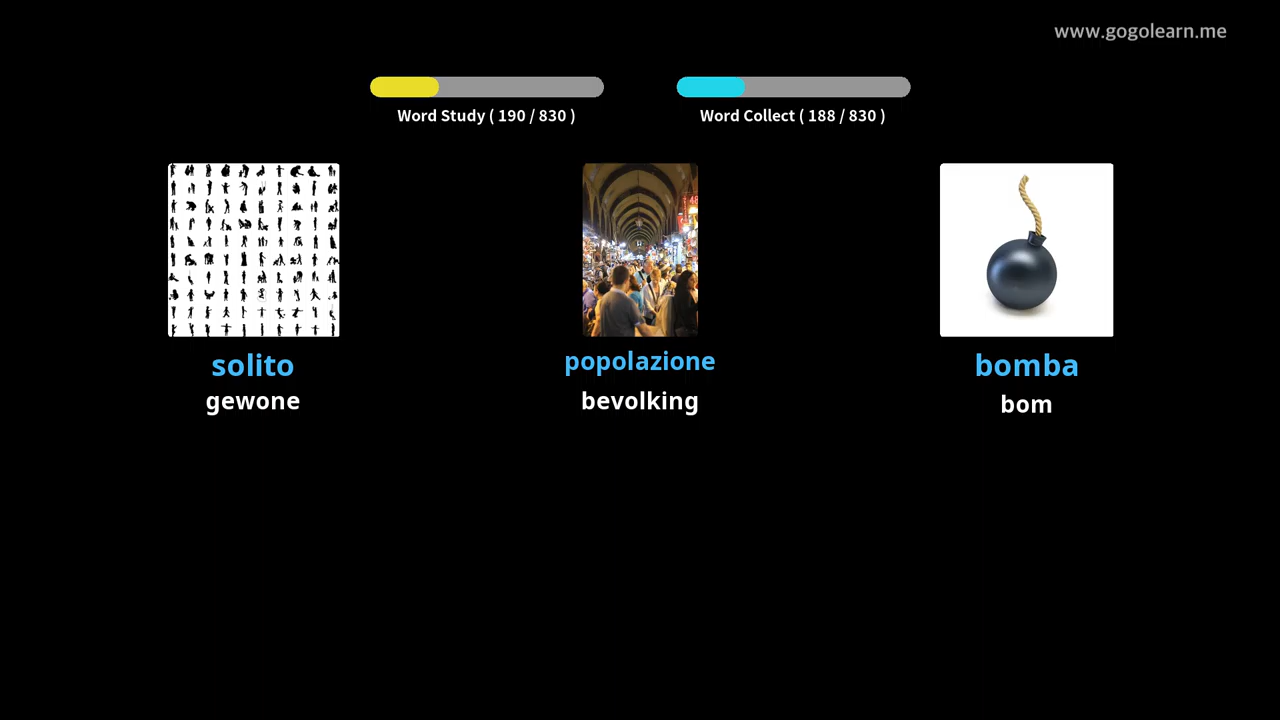 www.gogolearn.me
Word Study ( 190 / 830 )
Word Collect ( 188 / 830 )
solito
popolazione
bomba
gewone
bevolking
bom